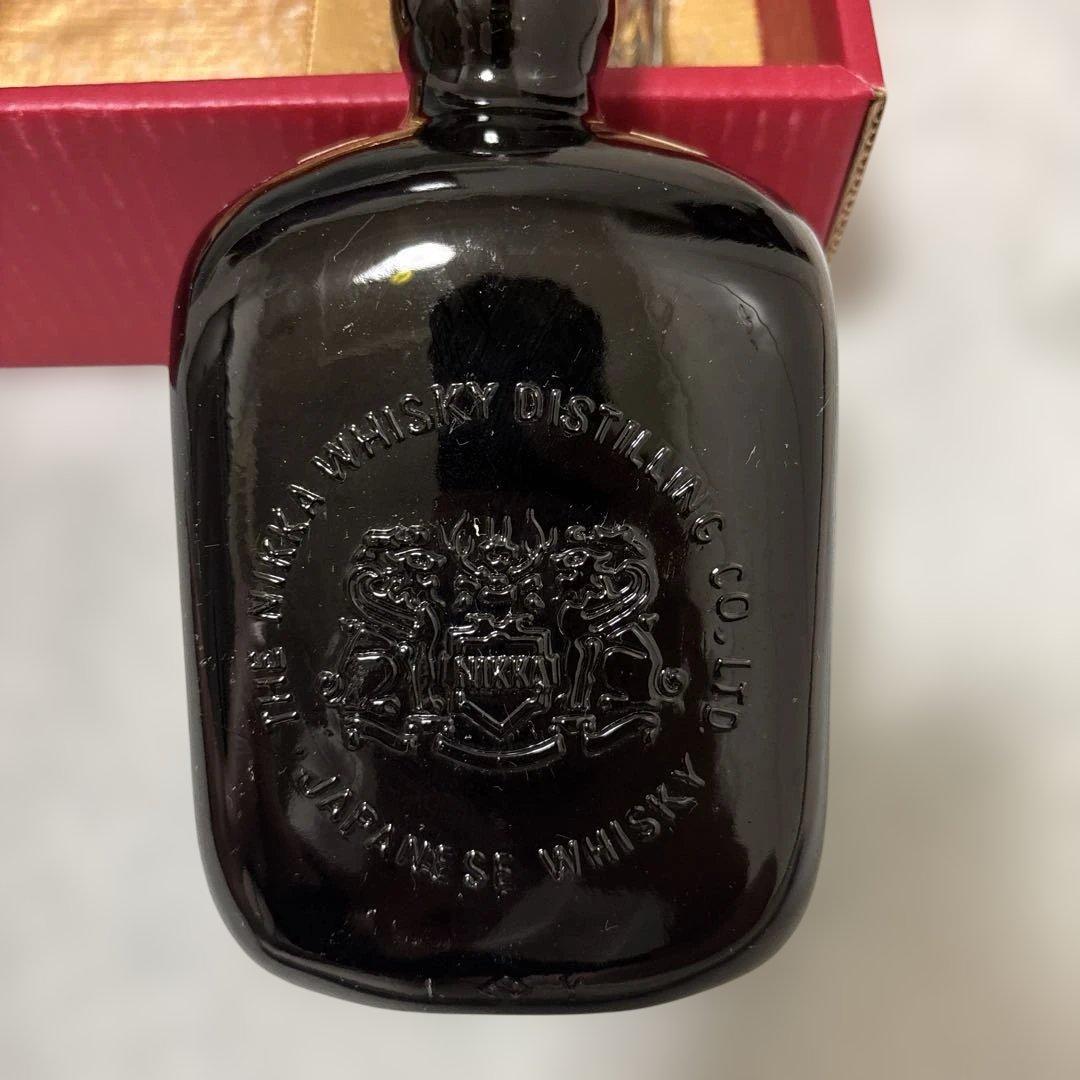 THE NIKKA WHISKY DISTILLING CO. LTD.
NIKKA
JAPANESE WHISKY